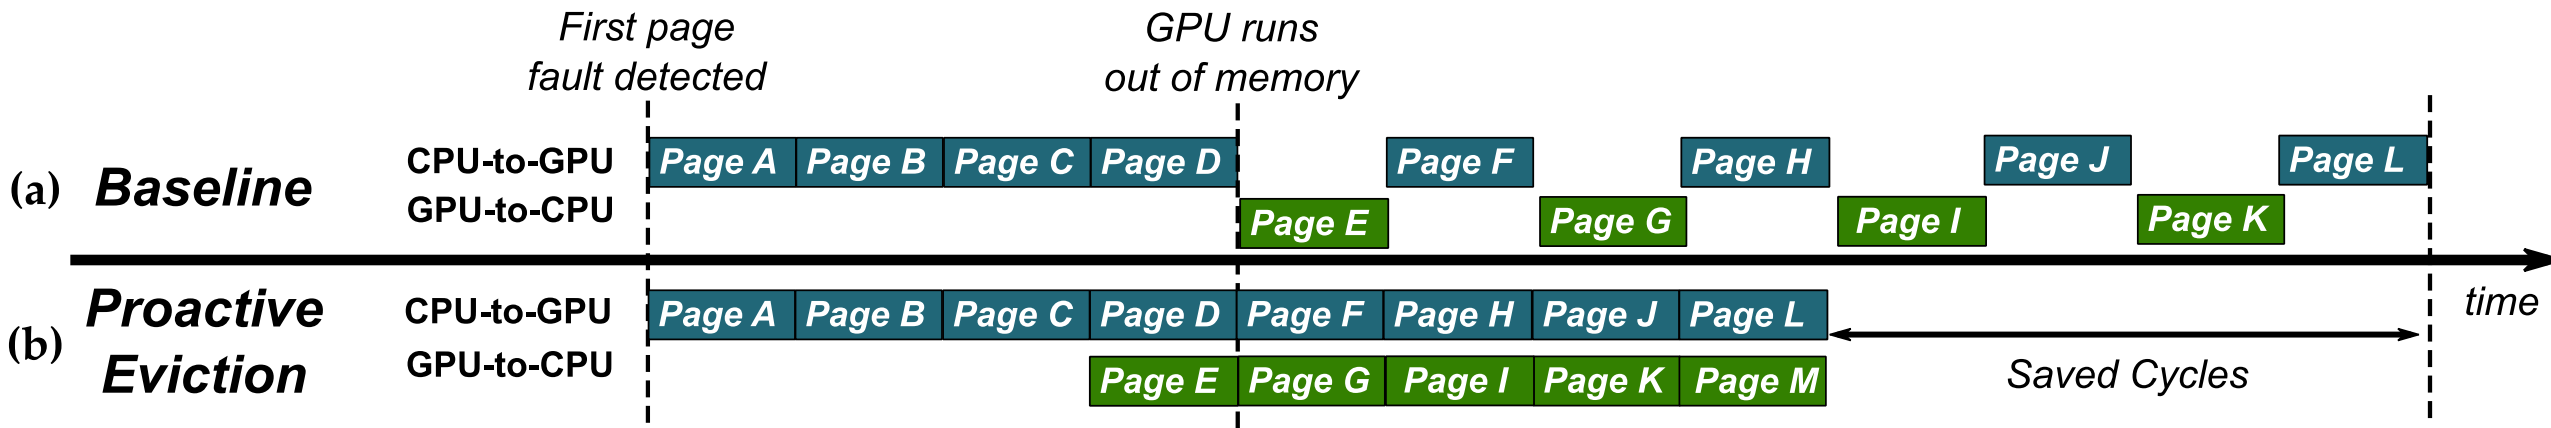 First page
fault detected
GPU runs
out of memory
(a) Baseline
CPU-to-GPU Page A Page B Page C Page D Page F Page H Page J Page L
GPU-to-CPU Page E Page G Page I Page K
time
(b) Proactive
Eviction
CPU-to-GPU Page A Page B Page C Page D Page F Page H Page J Page L
GPU-to-CPU Page E Page G Page I Page K Page M
Saved Cycles